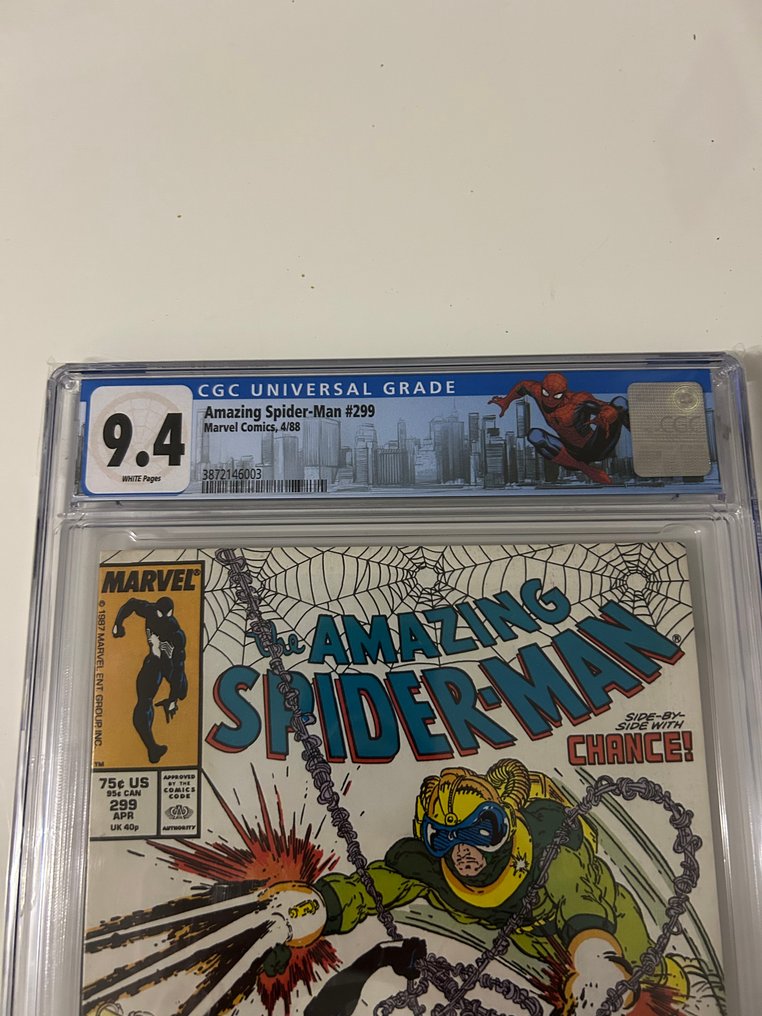 CGC UNIVERSAL GRADE
9.4
WHITE Pages
Amazing Spider-Man #299
Marvel Comics, 4/88
3872146003
CGC
MARVEL®
© 1987 MARVEL ENT. GROUP, INC.
TM
the AMAZING
SPIDER-MAN®
SIDE-BY-
SIDE WITH
CHANCE!
75¢ US
95¢ CAN
299
APR
UK 40p
APPROVED
BY THE
COMICS
CODE
AUTHORITY